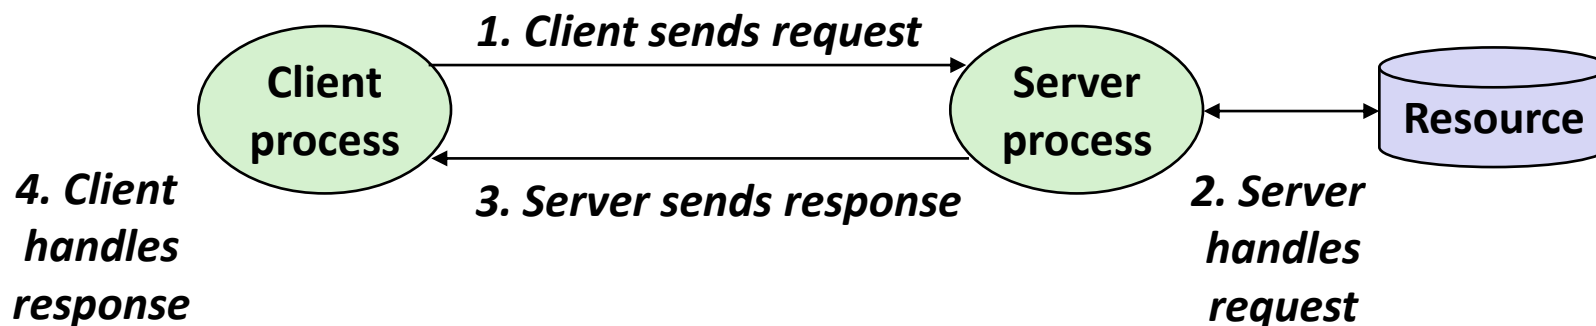 1. Client sends request
Client
process
Server
process
Resource
3. Server sends response
4. Client
handles
response
2. Server
handles
request